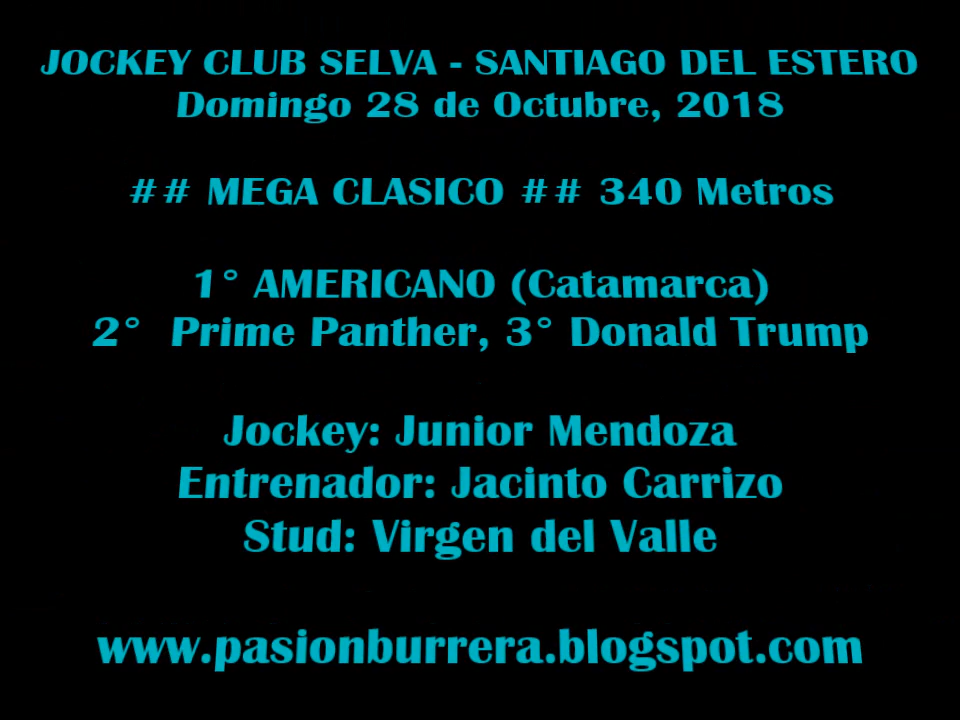 JOCKEY CLUB SELVA - SANTIAGO DEL ESTERO
Domingo 28 de Octubre, 2018
## MEGA CLASICO ## 340 Metros
1° AMERICANO (Catamarca)
2° Prime Panther, 3° Donald Trump
Jockey: Junior Mendoza
Entrenador: Jacinto Carrizo
Stud: Virgen del Valle
www.pasionburrera.blogspot.com